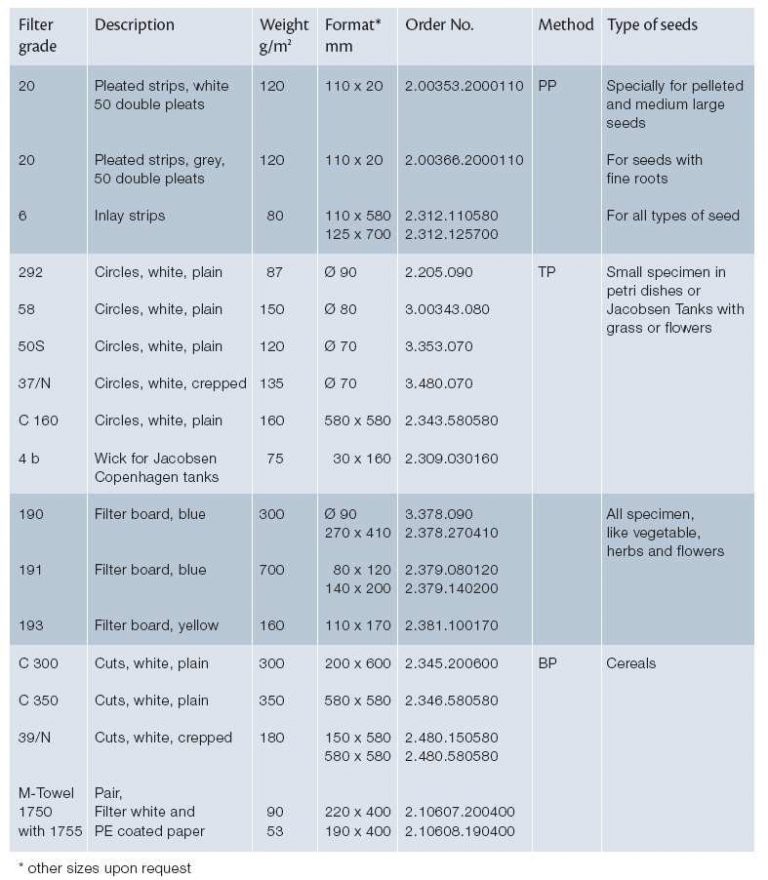 Filter grade Description Weight g/m² Format* mm Order No. Method Type of seeds
20 Pleated strips, white 120 110 x 20 2.00353.2000110 PP Specially for pelleted
50 double pleats and medium large
seeds
20 Pleated strips, grey, 120 110 x 20 2.00366.2000110 For seeds with
50 double pleats fine roots
6 Inlay strips 80 110 x 580 2.312.110580 For all types of seed
125 x 700 2.312.125700
292 Circles, white, plain 87 Ø 90 2.205.090 TP Small specimen in
petri dishes or
58 Circles, white, plain 150 Ø 80 3.00343.080 Jacobsen Tanks with
grass or flowers
50S Circles, white, plain 120 Ø 70 3.353.070
37/N Circles, white, crepped 135 Ø 70 3.480.070
C 160 Circles, white, plain 160 580 x 580 2.343.580580
4 b Wick for Jacobsen 75 30 x 160 2.309.030160
Copenhagen tanks
190 Filter board, blue 300 Ø 90 3.378.090 All specimen,
270 x 410 2.378.270410 like vegetable,
herbs and flowers
191 Filter board, blue 700 80 x 120 2.379.080120
140 x 200 2.379.140200
193 Filter board, yellow 160 110 x 170 2.381.100170
C 300 Cuts, white, plain 300 200 x 600 2.345.200600 BP Cereals
C 350 Cuts, white, plain 350 580 x 580 2.346.580580
39/N Cuts, white, crepped 180 150 x 580 2.480.150580
580 x 580 2.480.580580
M-Towel Pair,
1750 Filter white and 90 220 x 400 2.10607.200400
with 1755 PE coated paper 53 190 x 400 2.10608.190400
* other sizes upon request